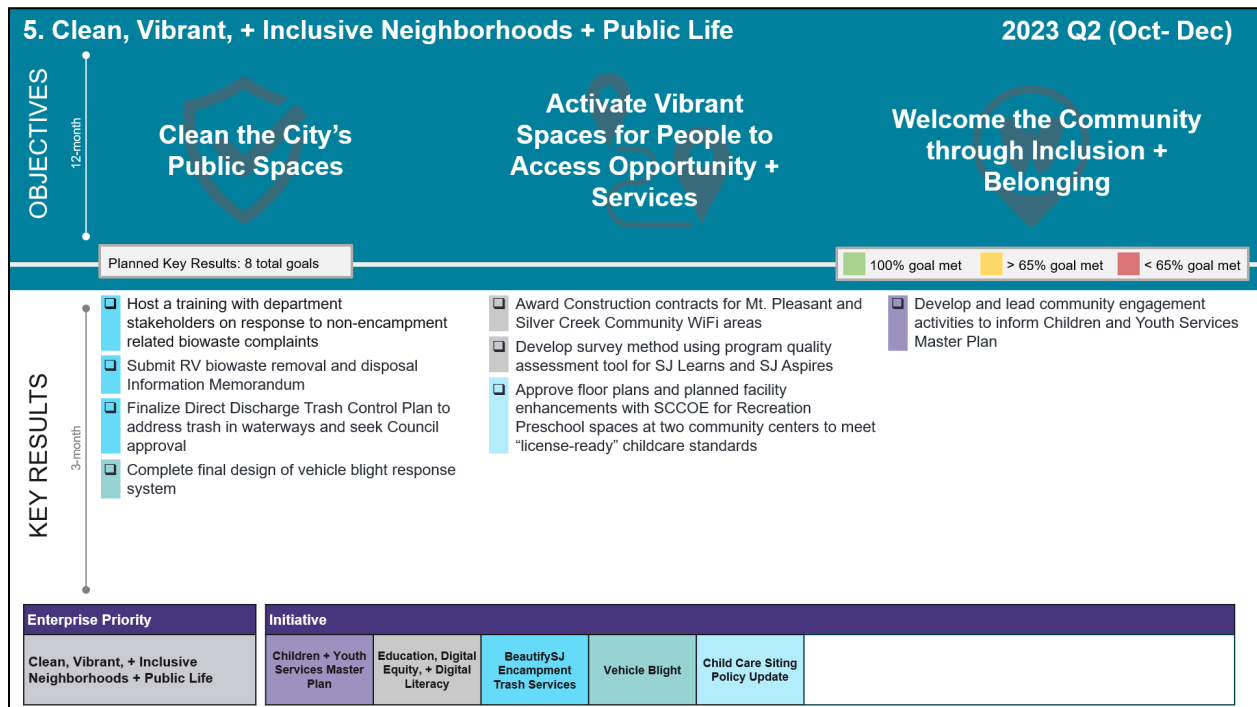 5. Clean, Vibrant, + Inclusive Neighborhoods + Public Life
2023 Q2 (Oct- Dec)
OBJECTIVES
12-month
Clean the City's
Public Spaces
Activate Vibrant
Spaces for People to
Access Opportunity +
Services
Welcome the Community
through Inclusion +
Belonging
Planned Key Results: 8 total goals
100% goal met
> 65% goal met
< 65% goal met
KEY RESULTS
3-month
Host a training with department
stakeholders on response to non-encampment
related biowaste complaints
Submit RV biowaste removal and disposal
Information Memorandum
Finalize Direct Discharge Trash Control Plan to
address trash in waterways and seek Council
approval
Complete final design of vehicle blight response
system
Award Construction contracts for Mt. Pleasant and
Silver Creek Community WiFi areas
Develop survey method using program quality
assessment tool for SJ Learns and SJ Aspires
Approve floor plans and planned facility
enhancements with SCCOE for Recreation
Preschool spaces at two community centers to meet
“license-ready” childcare standards
Develop and lead community engagement
activities to inform Children and Youth Services
Master Plan
Enterprise Priority
Initiative
Clean, Vibrant, + Inclusive
Neighborhoods + Public Life
Children + Youth
Services Master
Plan
Education, Digital
Equity, + Digital
Literacy
BeautifySJ
Encampment
Trash Services
Vehicle Blight
Child Care Siting
Policy Update